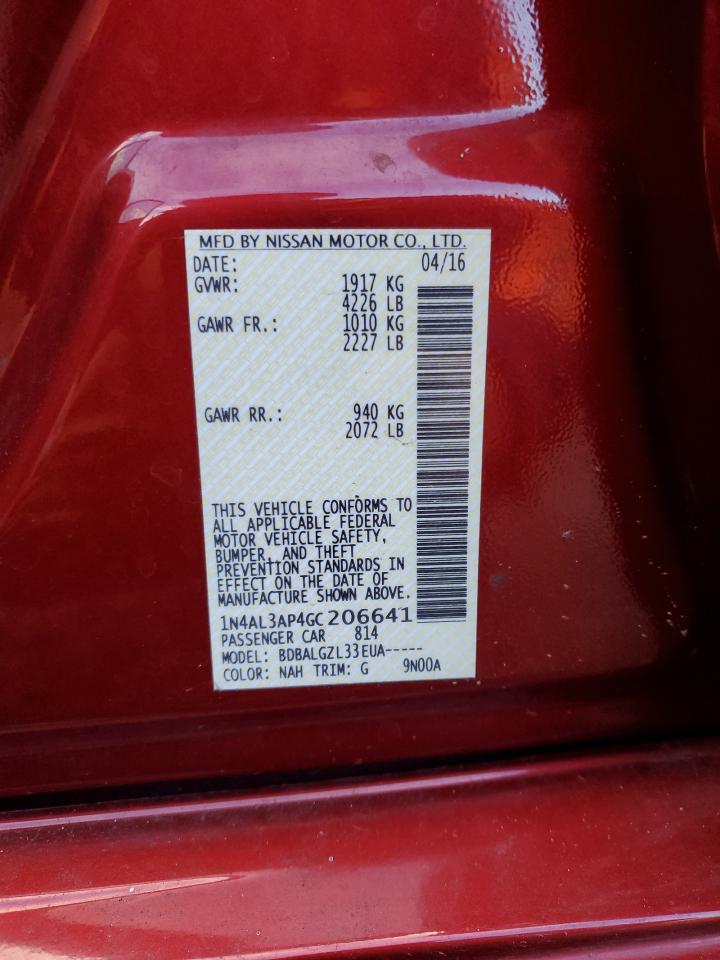 MFD BY NISSAN MOTOR CO., LTD.
DATE: 04/16
GVWR: 1917 KG
4226 LB
GAWR FR.: 1010 KG
2227 LB
GAWR RR.: 940 KG
2072 LB
THIS VEHICLE CONFORMS TO
ALL APPLICABLE FEDERAL
MOTOR VEHICLE SAFETY,
BUMPER, AND THEFT
PREVENTION STANDARDS IN
EFFECT ON THE DATE OF
MANUFACTURE SHOWN ABOVE.
1N4AL3AP4GC206641
PASSENGER CAR 814
MODEL: BDBALGZL33EUA-----
COLOR: NAH TRIM: G 9N00A